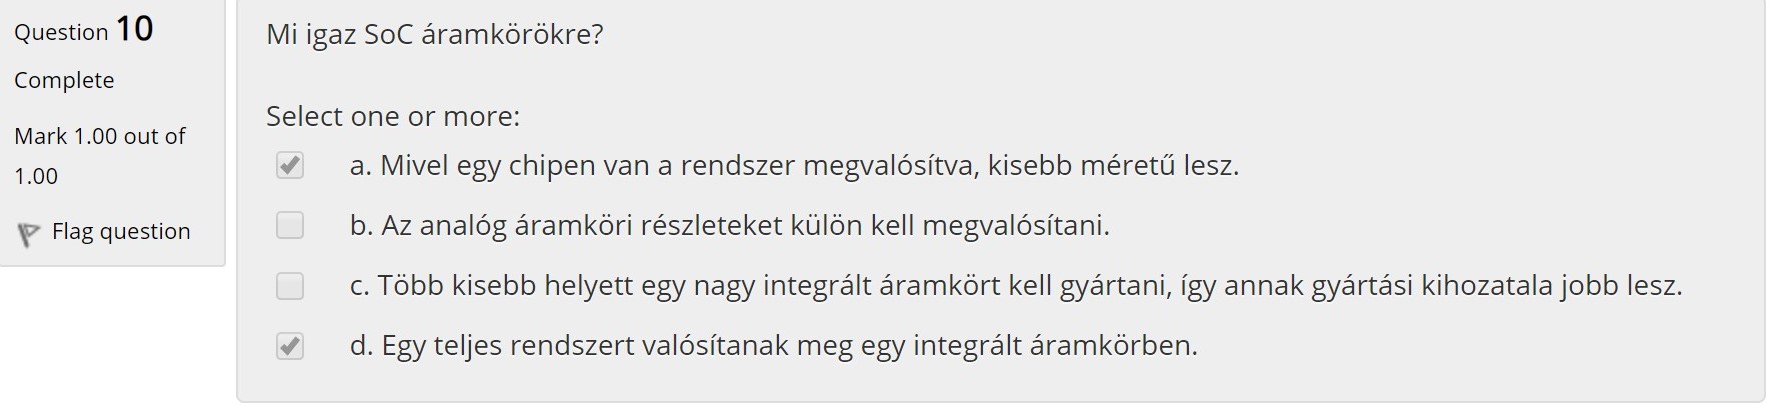 Question 10
Complete
Mark 1.00 out of
1.00
Flag question
Mi igaz SoC áramkörökre?
Select one or more:
a. Mivel egy chipen van a rendszer megvalósítva, kisebb méretű lesz.
b. Az analóg áramköri részleteket külön kell megvalósítani.
c. Több kisebb helyett egy nagy integrált áramkört kell gyártani, így annak gyártási kihozatala jobb lesz.
d. Egy teljes rendszert valósítanak meg egy integrált áramkörben.